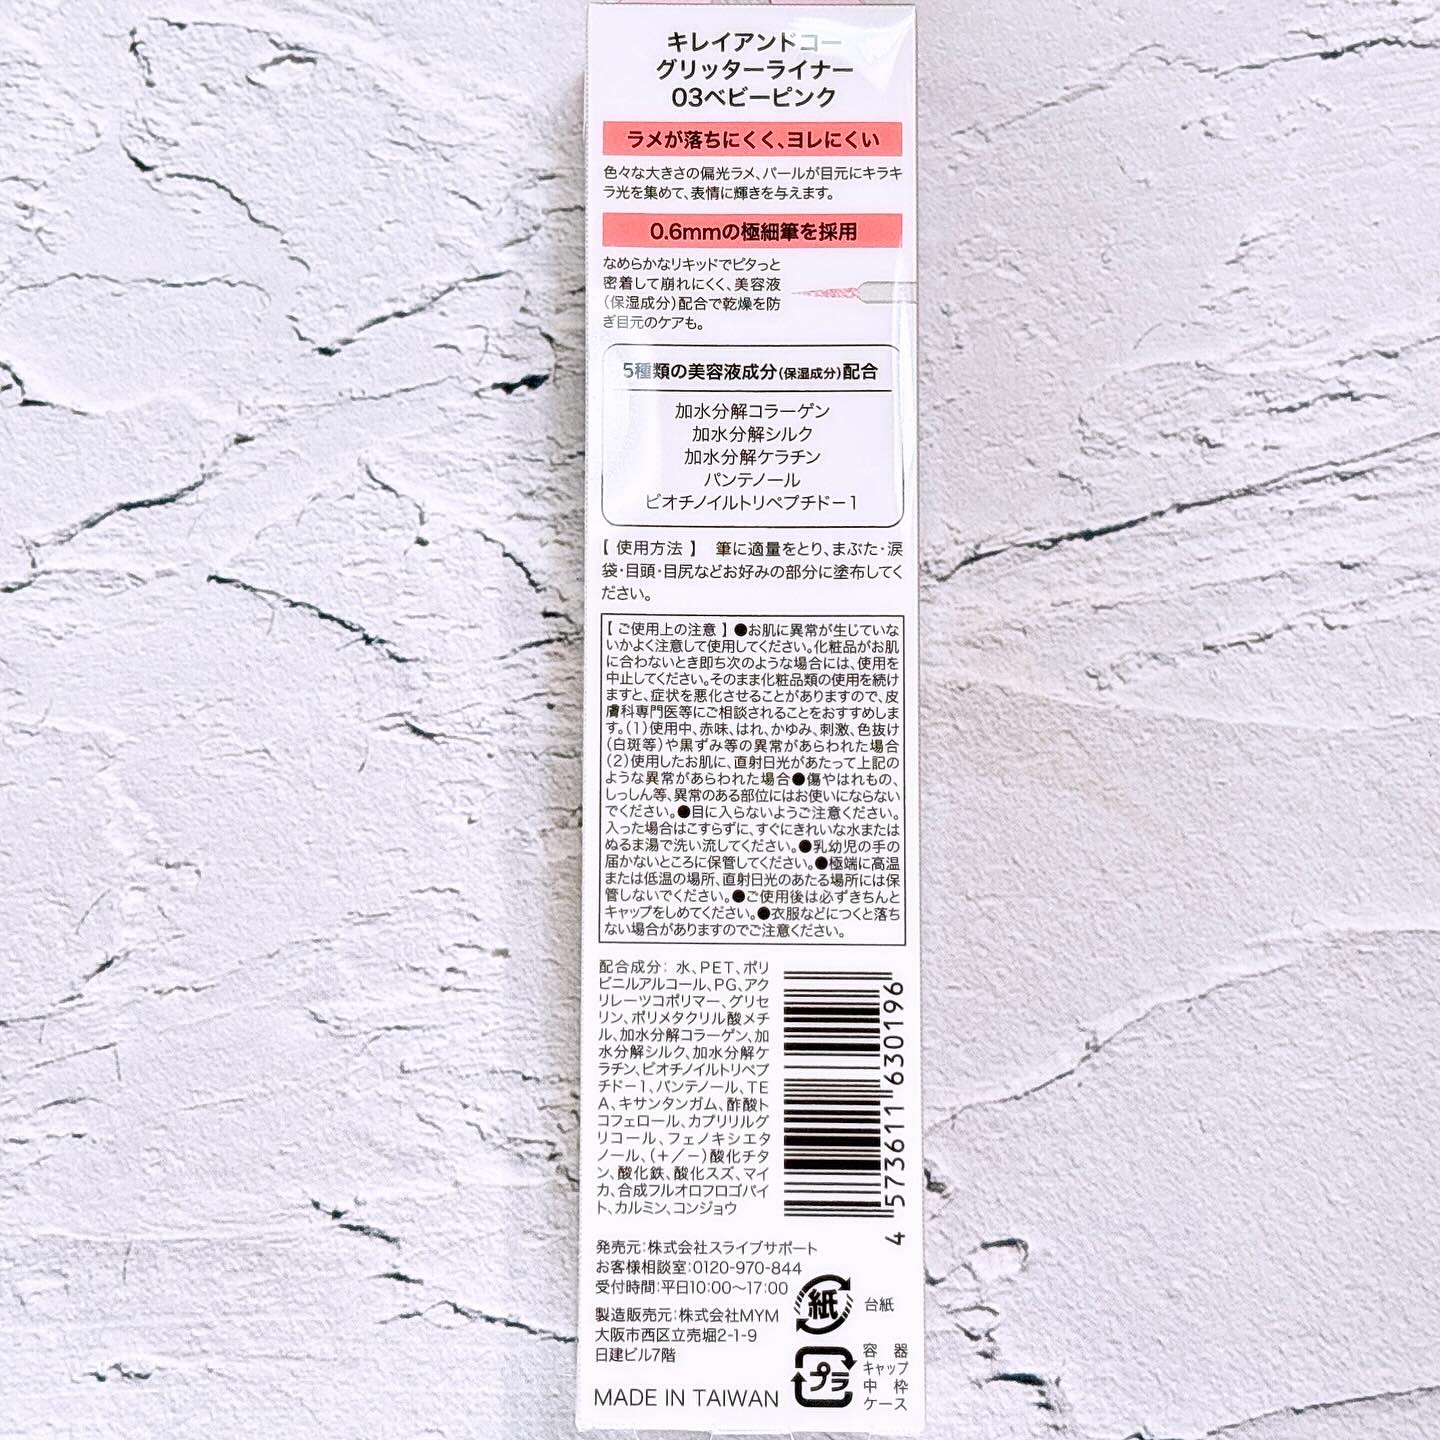 キレイアンドコー
グリッターライナー
03ベビーピンク
ラメが落ちにくく、ヨレにくい
色々な大きさの偏光ラメ、パールが目元にキラキ
ラ光を集めて、表情に輝きを与えます。
0.6mmの極細筆を採用
なめらかなリキッドでピタっと
密着して崩れにくく、美容液
（保湿成分）配合で乾燥を防
ぎ目元のケアも。
5種類の美容液成分(保湿成分)配合
加水分解コラーゲン
加水分解シルク
加水分解ケラチン
パンテノール
ビオチノイルトリペプチド-1
【 使用方法 】 筆に適量をとり、まぶた・涙
袋・目頭・目尻などお好みの部分に塗布してく
ださい。
【 ご使用上の注意 】●お肌に異常が生じていな
いかよく注意して使用してください。化粧品がお肌
に合わないとき即ち次のような場合には、使用を
中止してください。そのまま化粧品類の使用を続け
ますと、症状を悪化させることがありますので、皮
膚科専門医等にご相談されることをおすすめしま
す。（1）使用中、赤味、はれ、かゆみ、刺激、色抜け
（白斑等）や黒ずみ等の異常があらわれた場合
（2）使用したお肌に、直射日光があたって上記の
ような異常があらわれた場合●傷やはれもの、
しっしん等、異常のある部位にはお使いにならない
でください。●目に入らないようご注意ください。
入った場合はこすらずに、すぐにきれいな水または
ぬるま湯で洗い流してください。●乳幼児の手の
届かないところに保管してください。●極端に高温
または低温の場所、直射日光のあたる場所には保
管しないでください。●ご使用後は必ずきちんと
キャップをしめてください。●衣服などにつくと落ち
ない場合がありますのでご注意ください。
配合成分： 水、PET、ポリ
ビニルアルコール、PG、アク
リレーツコポリマー、グリセ
リン、ポリメタクリル酸メチ
ル、加水分解コラーゲン、加
水分解シルク、加水分解ケ
ラチン、ビオチノイルトリペプ
チド-1、パンテノール、TE
A、キサンタンガム、酢酸ト
コフェロール、カプリリルグ
リコール、フェノキシエタ
ノール、（＋／－）酸化チタ
ン、酸化鉄、酸化スズ、マイ
カ、合成フルオロフロゴパイ
ト、カルミン、コンジョウ
4 573611 630196
発売元：株式会社スライブサポート
お客様相談室：0120-970-844
受付時間：平日10:00～17:00
製造販売元：株式会社MYM
大阪市西区立売堀2-1-9
日建ビル7階
MADE IN TAIWAN
紙
台紙
プラ
容 器
キャップ
中 枠
ケース